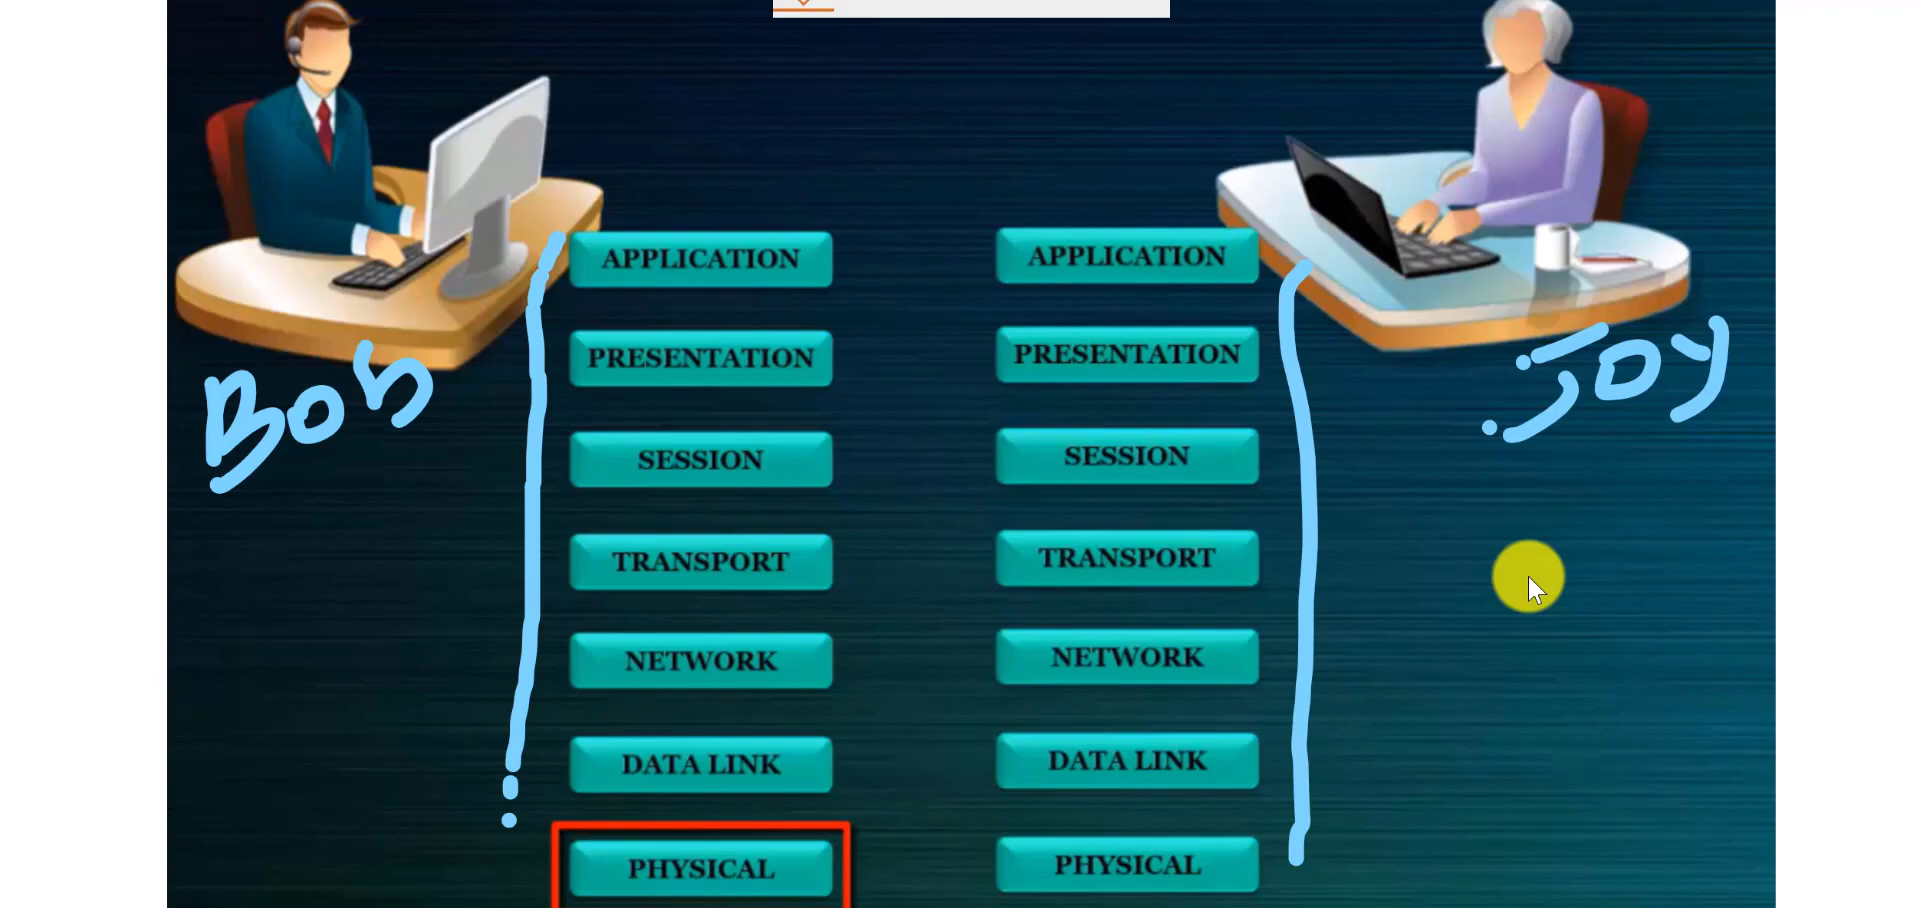 APPLICATION
PRESENTATION
SESSION
TRANSPORT
NETWORK
DATA LINK
PHYSICAL
Bob
APPLICATION
PRESENTATION
SESSION
TRANSPORT
NETWORK
DATA LINK
PHYSICAL
Joy